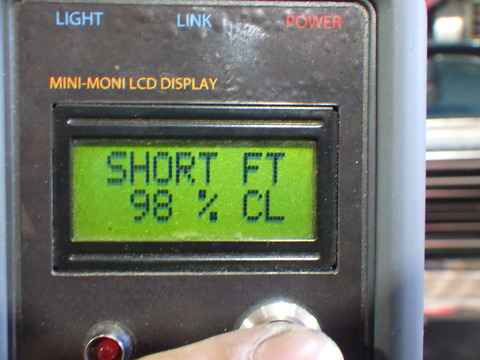 LIGHT LINK POWER
MINI-MONI LCD DISPLAY
SHORT FT
98 % CL